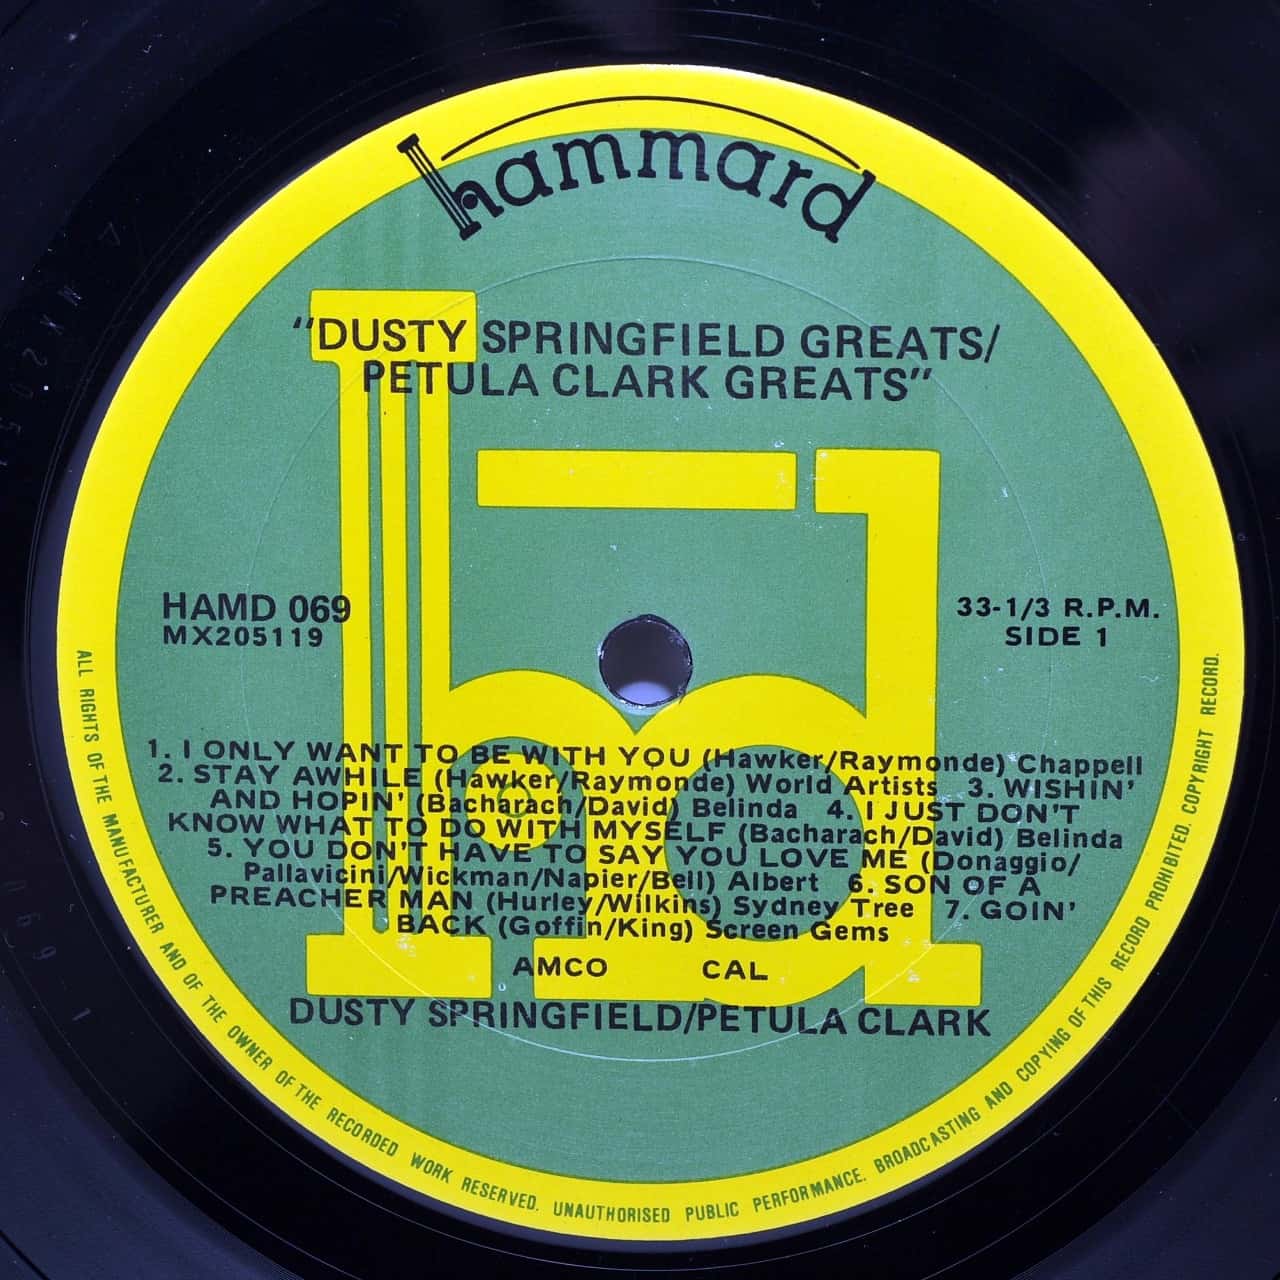 hammard
"DUSTY SPRINGFIELD GREATS/
PETULA CLARK GREATS"
HAMD 069
MX205119
33-1/3 R.P.M.
SIDE 1
1. I ONLY WANT TO BE WITH YOU (Hawker/Raymonde) Chappell
2. STAY AWHILE (Hawker/Raymonde) World Artists 3. WISHIN'
AND HOPIN' (Bacharach/David) Belinda 4. I JUST DON'T
KNOW WHAT TO DO WITH MYSELF (Bacharach/David) Belinda
5. YOU DON'T HAVE TO SAY YOU LOVE ME (Donaggio/
Pallavicini/Wickman/Napier/Bell) Albert 6. SON OF A
PREACHER MAN (Hurley/Wilkins) Sydney Tree 7. GOIN'
BACK (Goffin/King) Screen Gems
AMCO CAL
DUSTY SPRINGFIELD/PETULA CLARK
ALL RIGHTS OF THE MANUFACTURER AND OF THE OWNER OF THE RECORDED WORK RESERVED. UNAUTHORISED PUBLIC PERFORMANCE. BROADCASTING AND COPYING OF THIS RECORD PROHIBITED. COPYRIGHT RECORD.